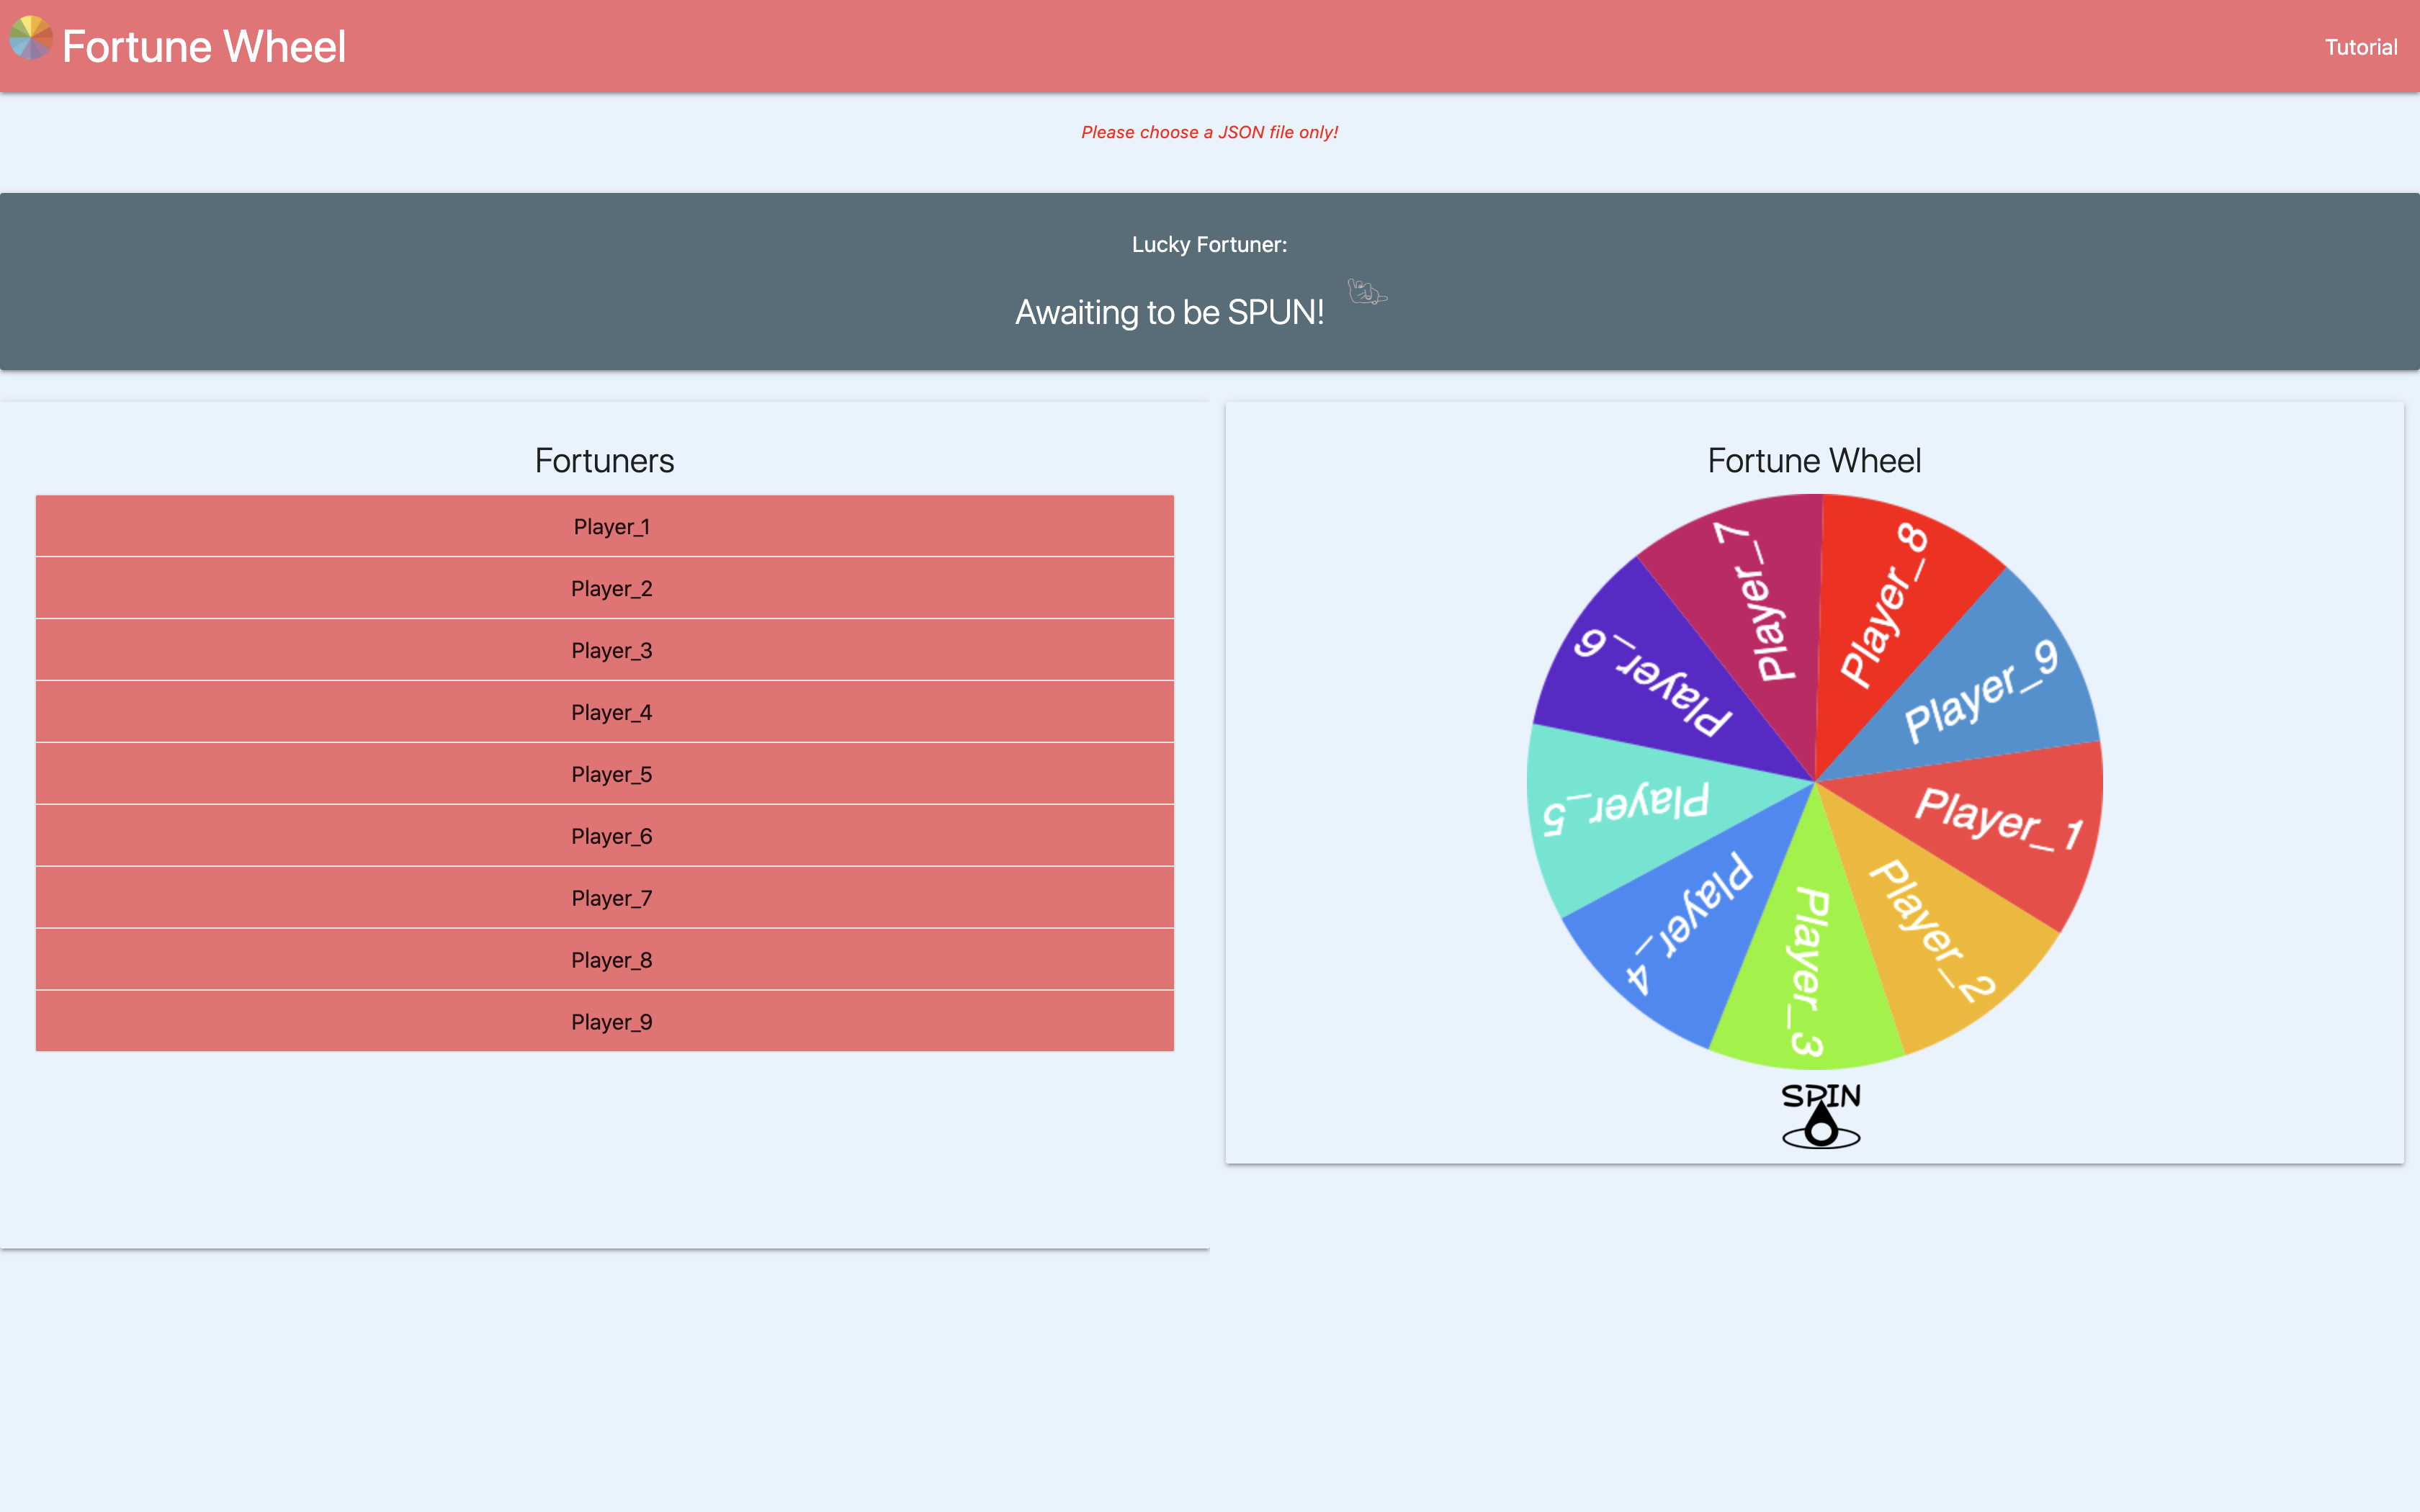 Fortune Wheel
Tutorial
Please choose a JSON file only!
Lucky Fortuner:
Awaiting to be SPUN!
Fortuners
Player_1
Player_2
Player_3
Player_4
Player_5
Player_6
Player_7
Player_8
Player_9
Fortune Wheel
Player_7
Player_8
Player_6
Player_9
Player_5
Player_1
Player_4
Player_3
Player_2
SPIN